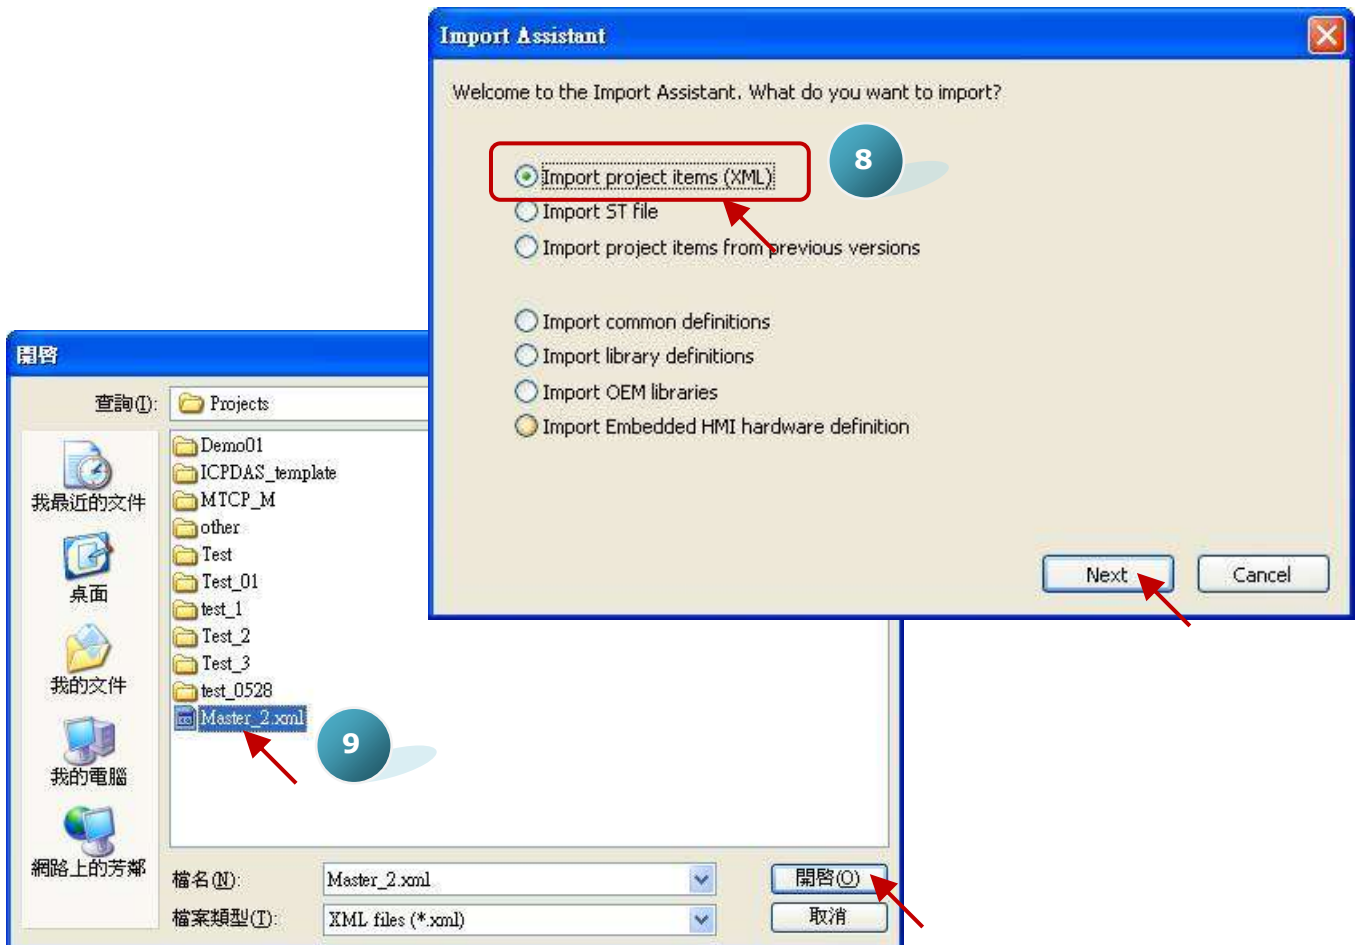 Import Assistant
Welcome to the Import Assistant. What do you want to import?
Import project items (XML)
8
Import ST file
Import project items from previous versions
Import common definitions
Import library definitions
Import OEM libraries
Import Embedded HMI hardware definition
Next
Cancel
開啓
查詢(I):
Projects
我最近的文件
桌面
我的文件
我的電腦
網路上的芳鄰
Demo01
ICPDAS_template
MTCP_M
other
Test
Test_01
test_1
Test_2
Test_3
test_0528
Master_2.xml
9
檔名(N):
Master_2.xml
開啓(O)
檔案類型(T):
XML files (*.xml)
取消